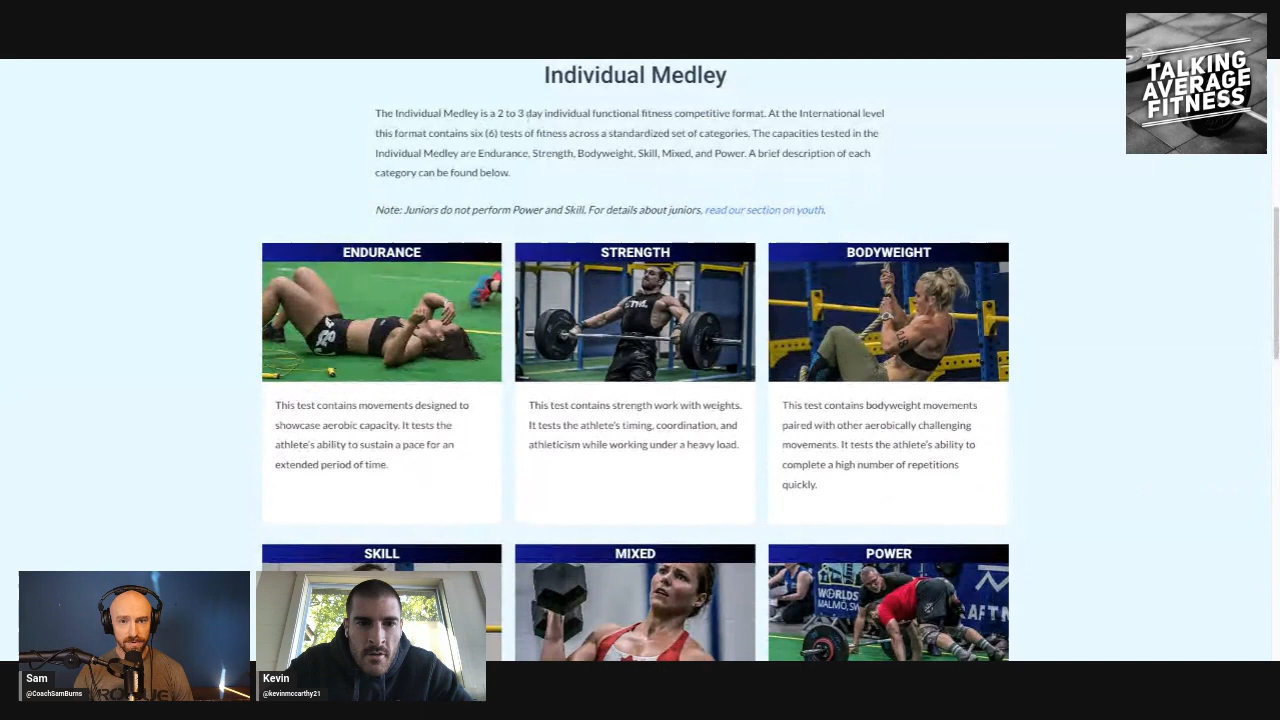 TALKING
AVERAGE
FITNESS
Individual Medley
The Individual Medley is a 2 to 3 day individual functional fitness competitive format. At the International level
this format contains six (6) tests of fitness across a standardized set of categories. The capacities tested in the
Individual Medley are Endurance, Strength, Bodyweight, Skill, Mixed, and Power. A brief description of each
category can be found below.
Note: Juniors do not perform Power and Skill. For details about juniors, read our section on youth.
ENDURANCE
This test contains movements designed to
showcase aerobic capacity. It tests the
athlete's ability to sustain a pace for an
extended period of time.
STRENGTH
This test contains strength work with weights.
It tests the athlete's timing, coordination, and
athleticism while working under a heavy load.
BODYWEIGHT
This test contains bodyweight movements
paired with other aerobically challenging
movements. It tests the athlete's ability to
complete a high number of repetitions
quickly.
SKILL
MIXED
POWER
WORLDS
MALMÖ, SW
Sam
@CoachSamBurns
Kevin
@kevinmccarthy21